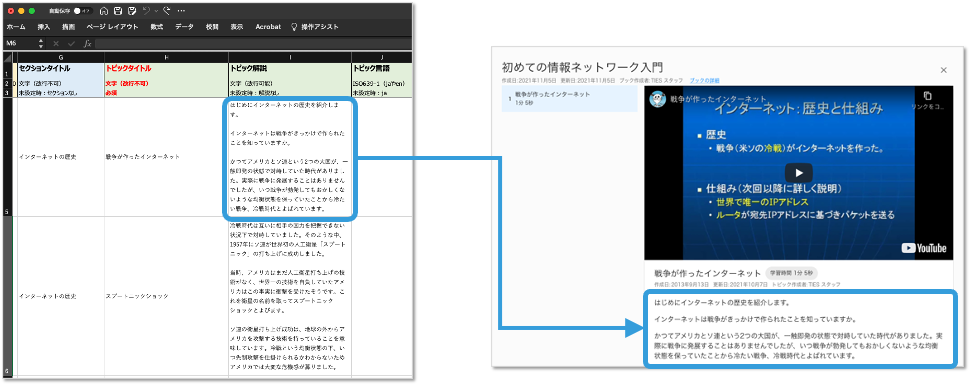 自動保存 オフ
ホーム 挿入 描画 ページ レイアウト 数式 データ 校閲 表示 Acrobat 操作アシスト
M6 fx
G H I J
1 セクションタイトル トピックタイトル トピック解説 トピック言語
2 文字（改行不可） 文字（改行不可） 文字（改行可能） ISO639-1 (ja や en)
3 未設定時：セクションなし 必須 未設定時：解説なし 未設定時：ja
はじめにインターネットの歴史を紹介しま
す。
インターネットは戦争がきっかけで作られた
ことを知っていますか。
かつてアメリカとソ連という2つの大国が、一
触即発の状態で対峙していた時代がありまし
た。実際に戦争に発展することはありません
でしたが、いつ戦争が勃発してもおかしくな
いような均衡状態を保っていたことから冷た
い戦争、冷戦時代とよばれています。
インターネットの歴史 戦争が作ったインターネット
5
冷戦時代は互いに相手の国力を把握できない
状況下で対峙していました。そのような中、
1957年にソ連が世界初の人工衛星「スプート
ニック」の打ち上げに成功しました。
当時、アメリカはまだ人工衛星打ち上げの技
術がなく、世界一の技術を自負していたアメ
リカはこの事実に衝撃を受けたそうです。こ
れを衛星の名前を取ってスプートニック
ショックとよびます。
ソ連の衛星打ち上げ成功は、地球の外からア
メリカを攻撃する技術を持っていることを意
味しています。冷戦という均衡状態の下、い
つ先制攻撃を仕掛けられるかわからないため
アメリカでは大きな危機感が募りました。
インターネットの歴史 スプートニックショック
6
初めての情報ネットワーク入門
作成日:2021年11月5日 更新日:2021年11月5日 ブック作成者:TIES スタッフ ブックの詳細
1 戦争が作ったインターネット
1分 5秒
戦争が作ったインターネット
リンクをコ...
インターネット：歴史と仕組み
歴史
・戦争(米ソの冷戦)がインターネットを作った。
仕組み(次回以降に詳しく説明)
・世界で唯一のIPアドレス
・ルータが宛先IPアドレスに基づきパケットを送る
YouTube
戦争が作ったインターネット 学習時間 1分 5秒
作成日:2013年9月13日 更新日:2021年10月7日 トピック作成者:TIES スタッフ
はじめにインターネットの歴史を紹介します。
インターネットは戦争がきっかけで作られたことを知っていますか。
かつてアメリカとソ連という2つの大国が、一触即発の状態で対峙していた時代がありました。実
際に戦争に発展することはありませんでしたが、いつ戦争が勃発してもおかしくないような均衡
状態を保っていたことから冷たい戦争、冷戦時代とよばれています。